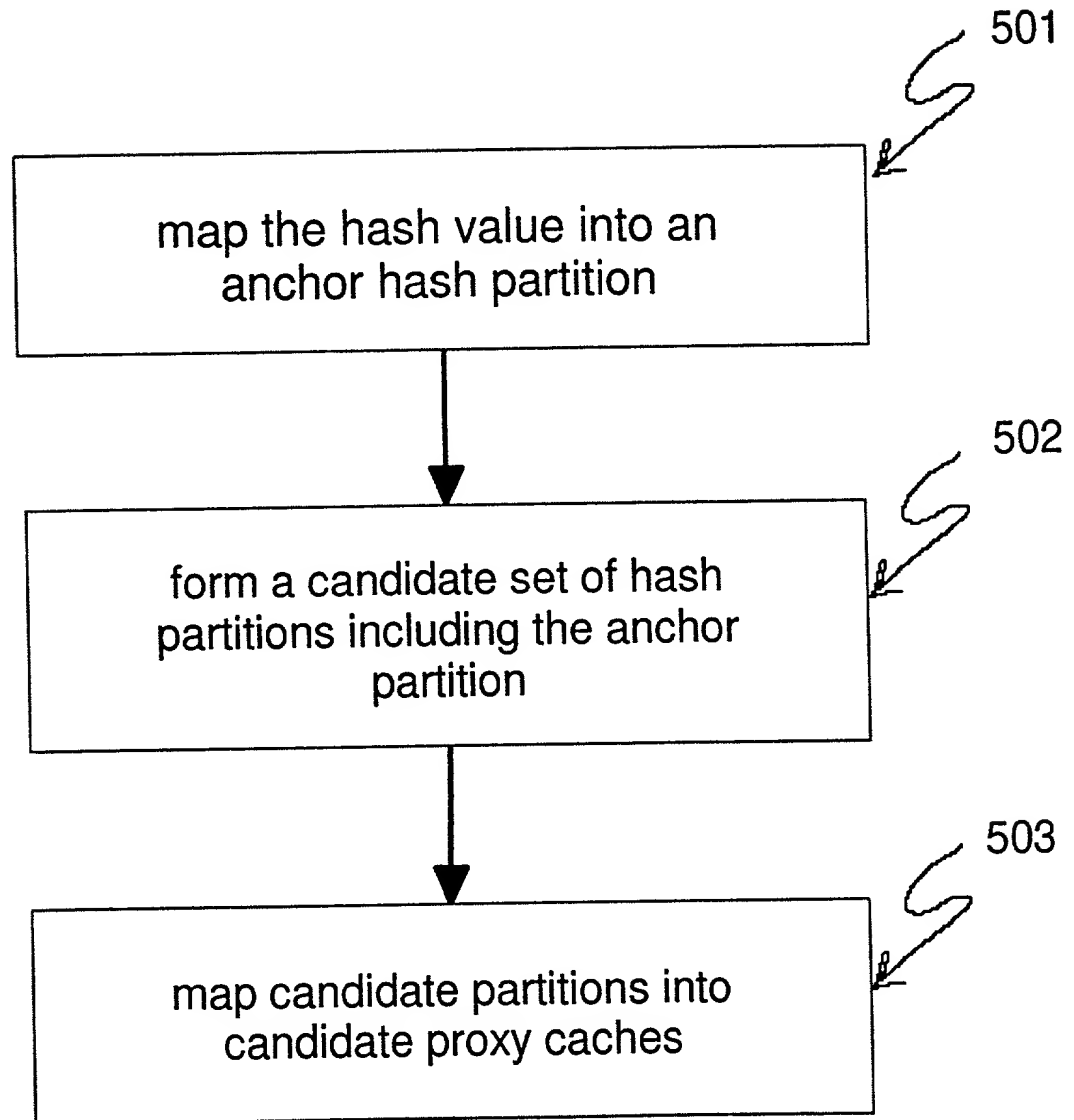 501
map the hash value into an
anchor hash partition
502
form a candidate set of hash
partitions including the anchor
partition
503
map candidate partitions into
candidate proxy caches